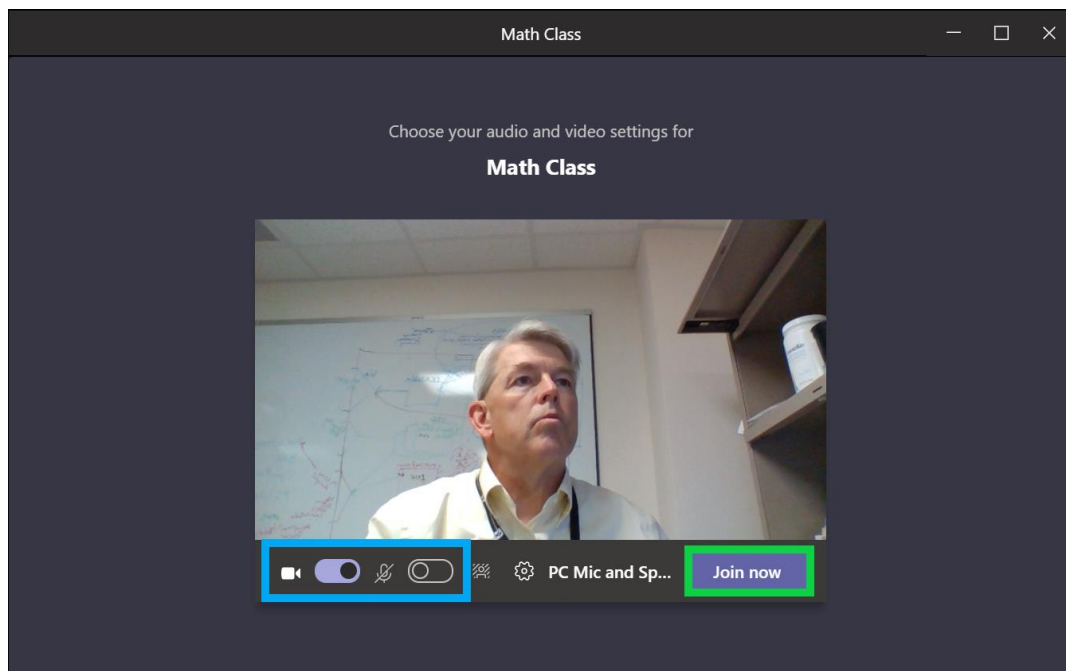 Math Class
Choose your audio and video settings for
Math Class
PC Mic and Sp...
Join now